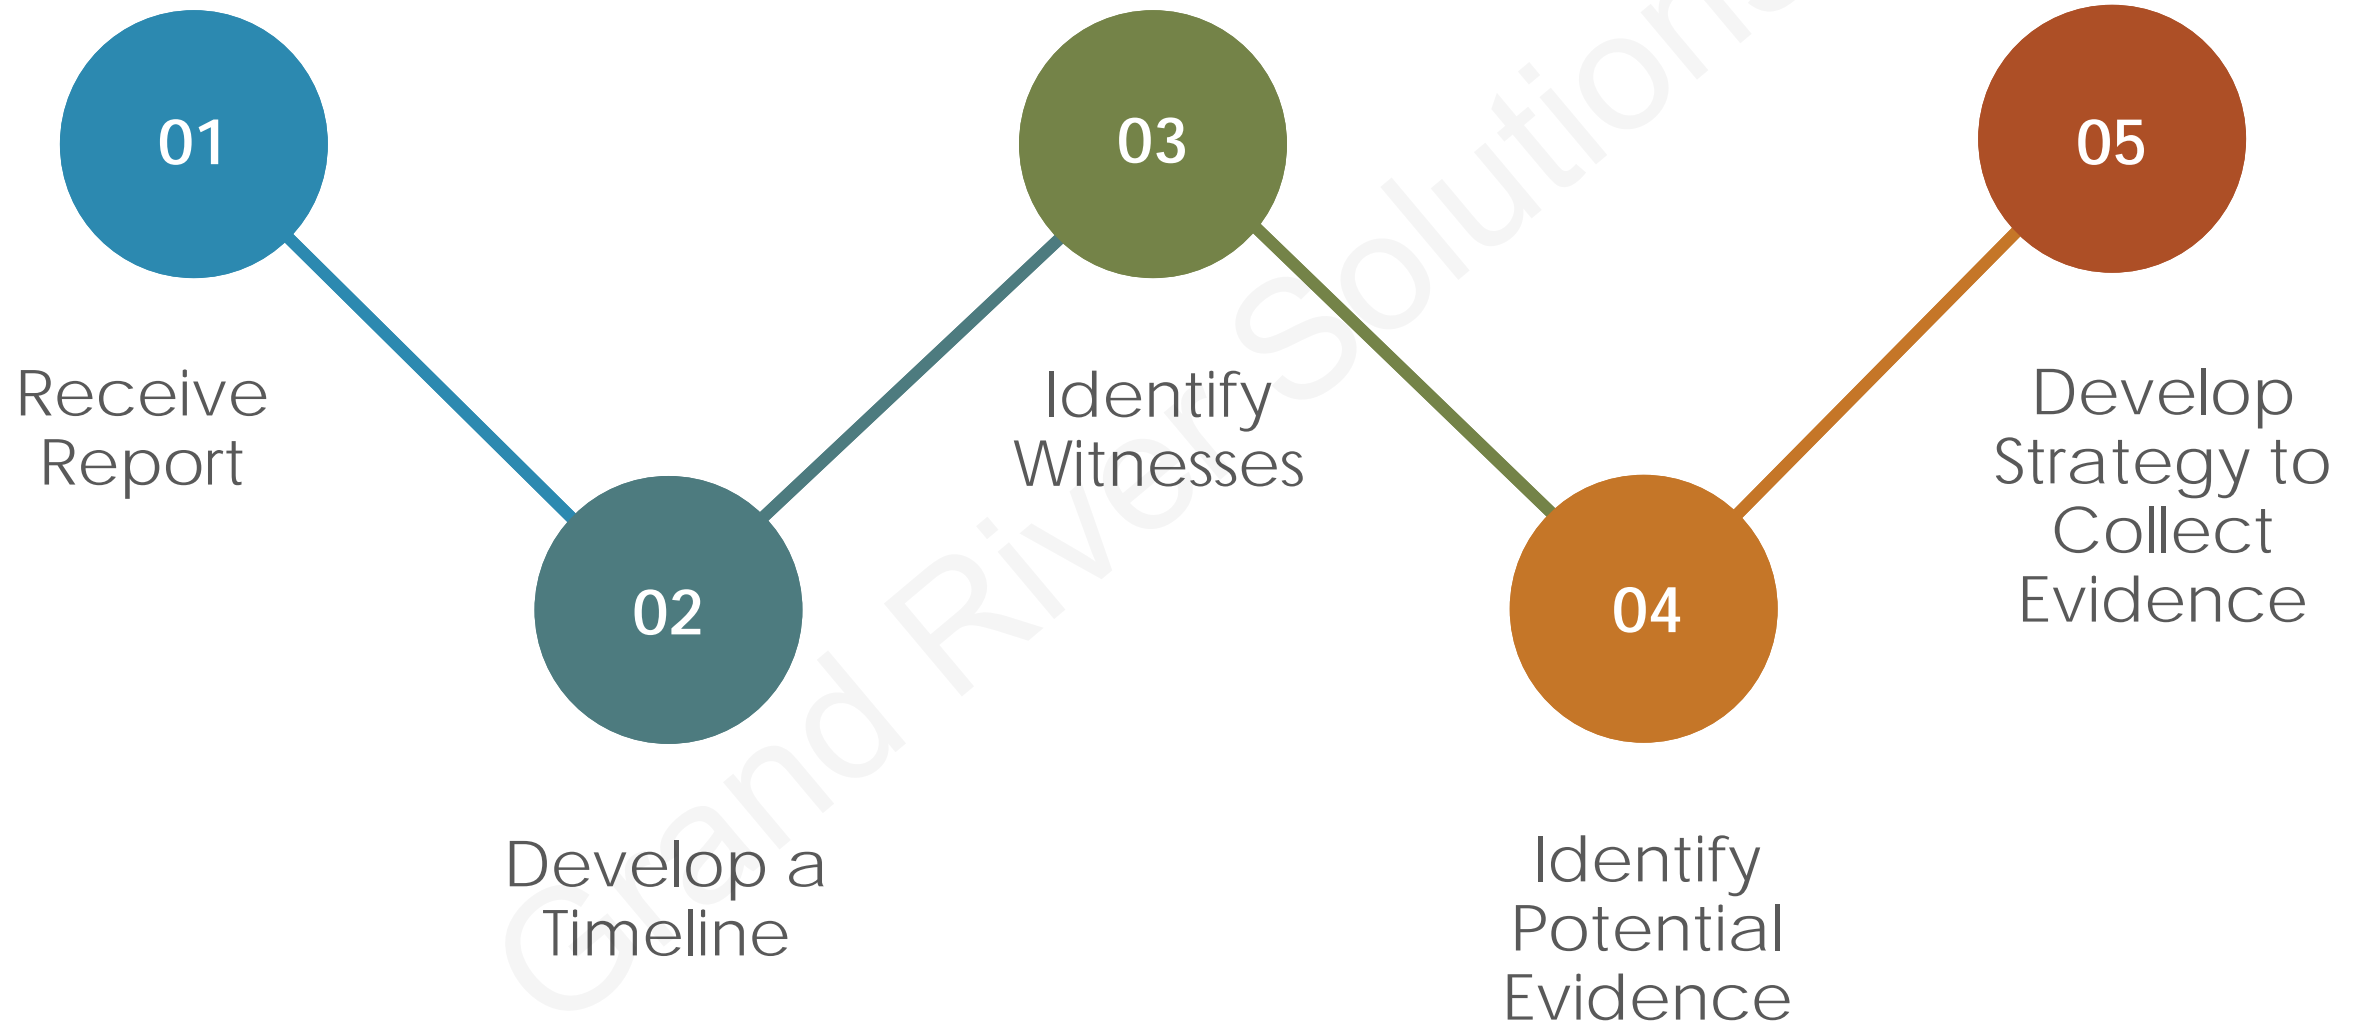 01
Receive
Report
02
Develop a
Timeline
03
Identify
Witnesses
04
Identify
Potential
Evidence
05
Develop
Strategy to
Collect
Evidence
Grand River Solutions